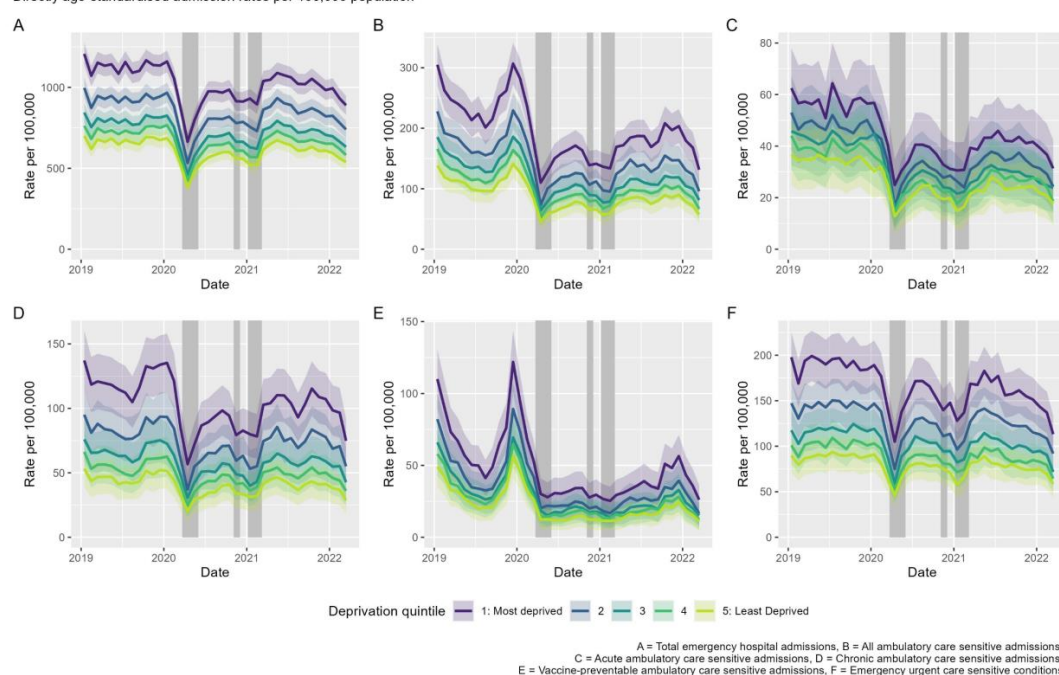 Directly age-standardised admission rates per 100,000 population
A
Rate per 100,000
1000
500
0
2019 2020 2021 2022
Date
B
Rate per 100,000
300
200
100
0
2019 2020 2021 2022
Date
C
Rate per 100,000
80
60
40
20
0
2019 2020 2021 2022
Date
D
Rate per 100,000
150
100
50
0
2019 2020 2021 2022
Date
E
Rate per 100,000
150
100
50
0
2019 2020 2021 2022
Date
F
Rate per 100,000
200
150
100
50
0
2019 2020 2021 2022
Date
Deprivation quintile 1: Most deprived 2 3 4 5: Least Deprived
A = Total emergency hospital admissions, B = All ambulatory care sensitive admissions
C = Acute ambulatory care sensitive admissions, D = Chronic ambulatory care sensitive admissions
E = Vaccine-preventable ambulatory care sensitive admissions, F = Emergency urgent care sensitive conditions